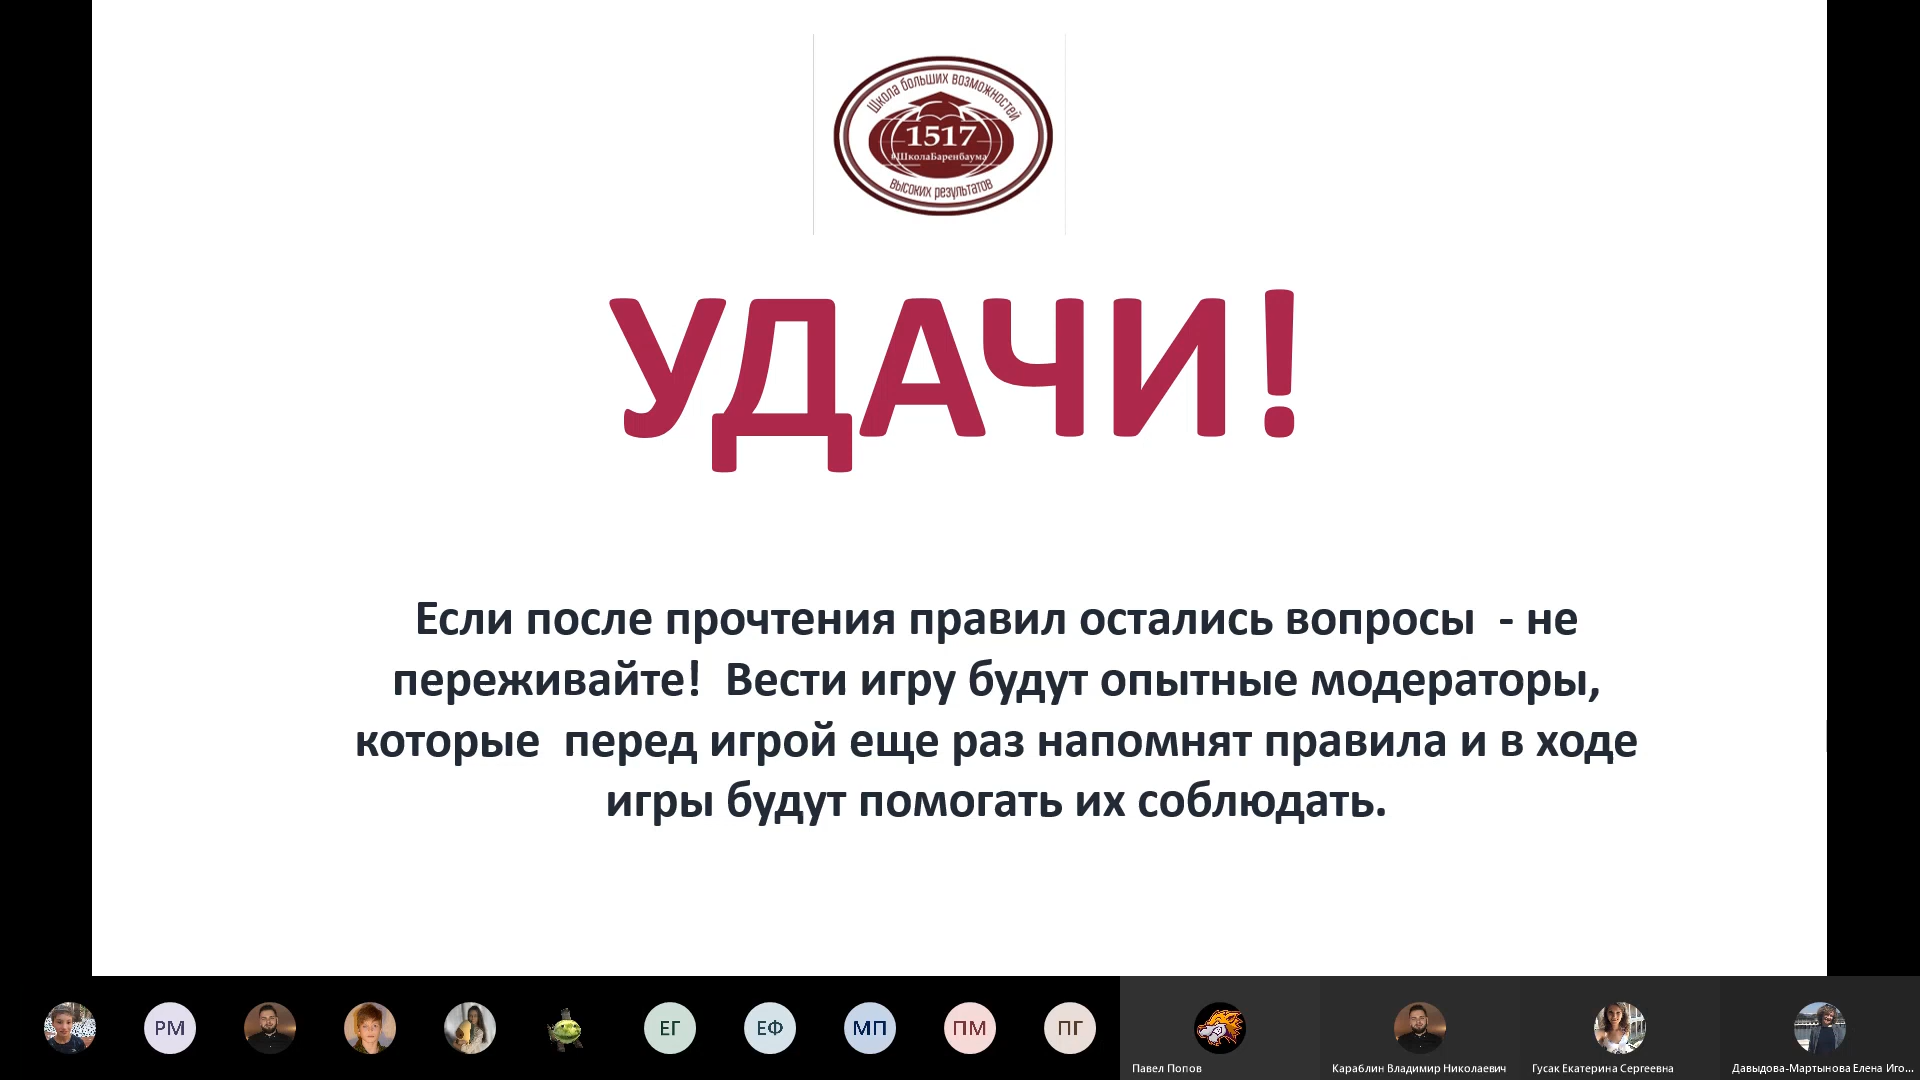 Школа больших возможностей
1517
#ШколаБаренбаума
высоких результатов
УДАЧИ!
Если после прочтения правил остались вопросы  - не
переживайте!  Вести игру будут опытные модераторы,
которые  перед игрой еще раз напомнят правила и в ходе
игры будут помогать их соблюдать.
РМ
ЕГ
ЕФ
МП
ПМ
ПГ
Павел Попов
Караблин Владимир Николаевич
Гусак Екатерина Сергеевна
Давыдова-Мартынова Елена Иго...